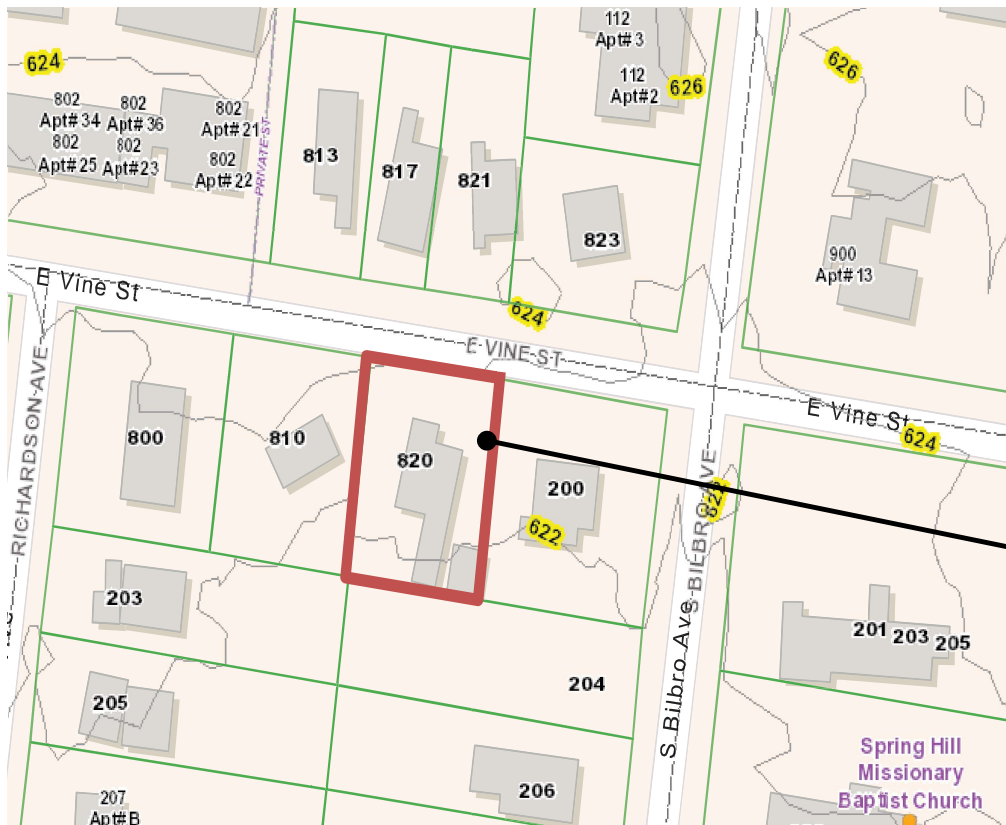 112
Apt# 3
624
626
112
Apt#2
626
802
Apt# 34
802
Apt# 36
802
Apt# 21
802
Apt# 25
802
Apt#23
802
Apt# 22
PRIVATE ST
813
817
821
823
900
Apt# 13
E Vine St
624
E VINE ST
RICHARDSON AVE
E Vine St
624
800
810
820
200
622
622
S BILBRO AVE
203
201
203
205
204
205
S Bilbro Ave
206
207
Apt# B
Spring Hill
Missionary
Baptist Church